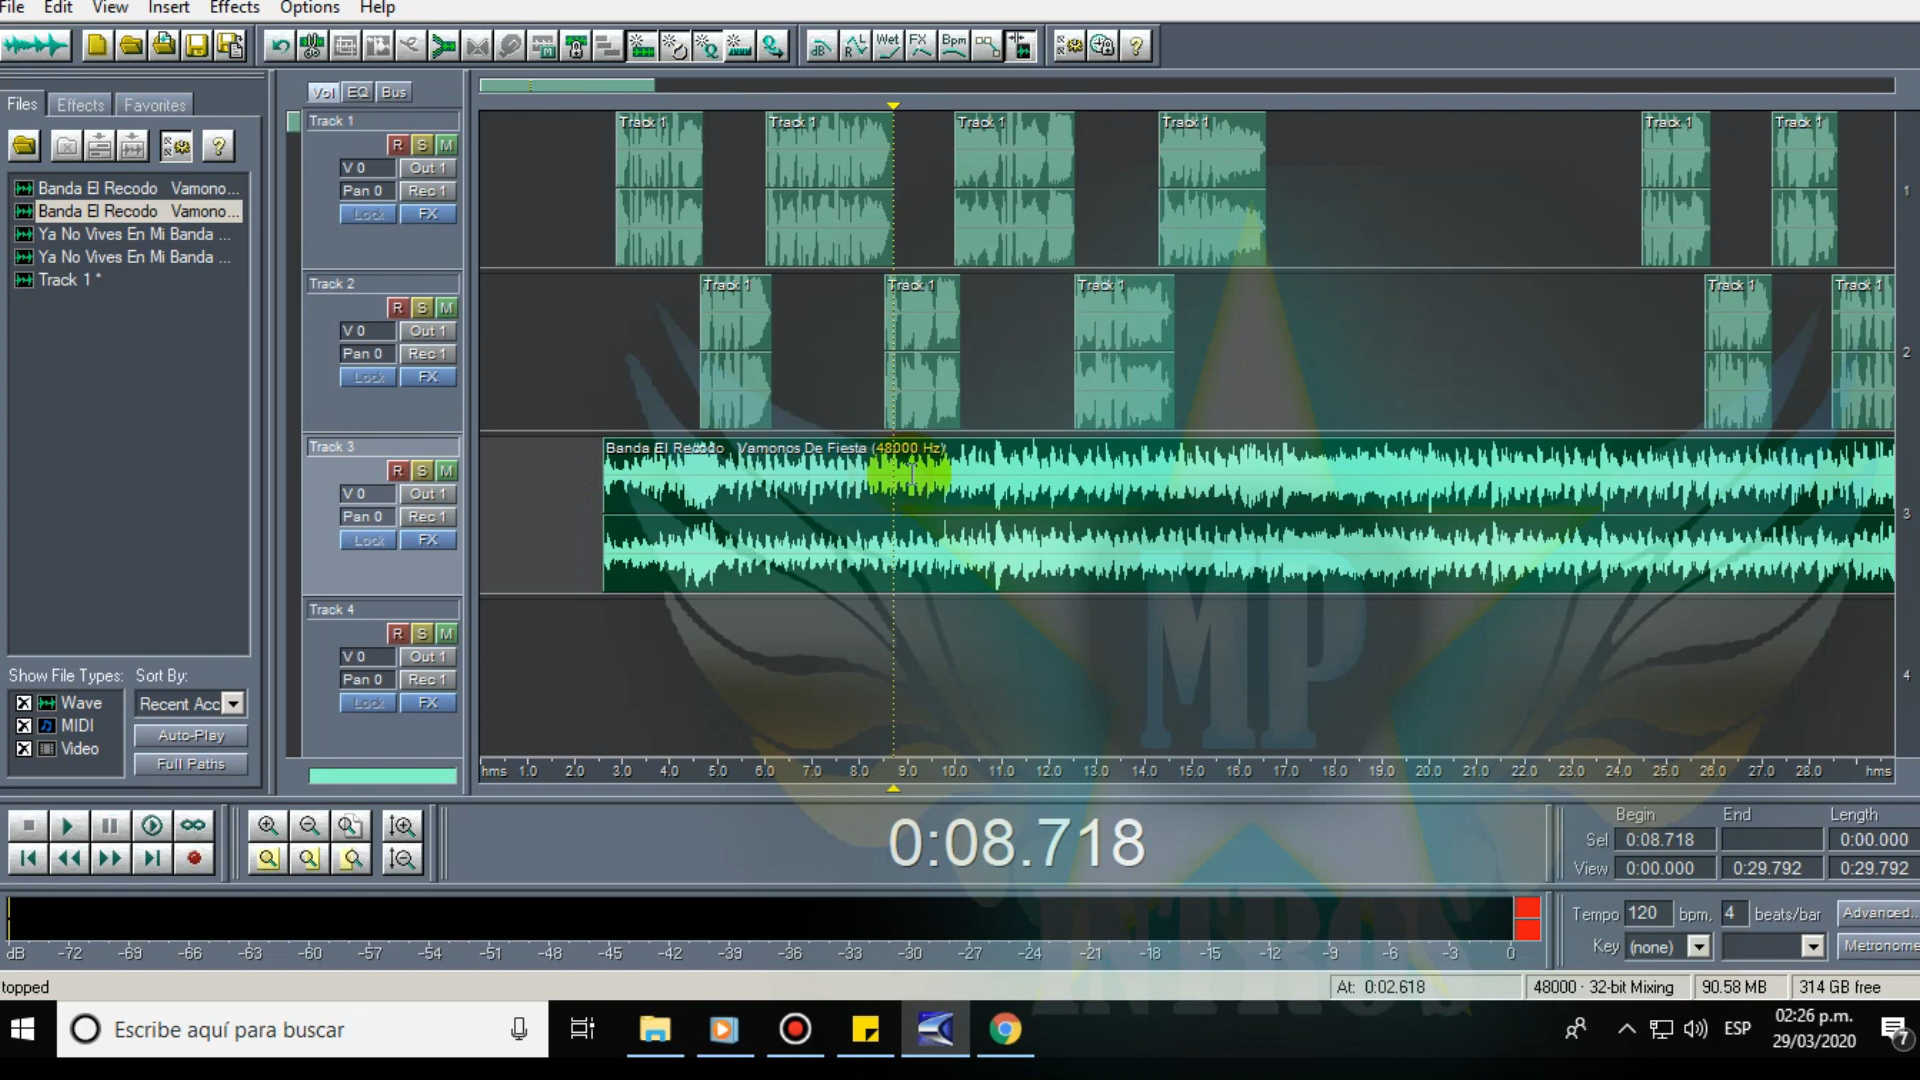 File Edit View Insert Effects Options Help
dB L R Wet FX Bpm
Files Effects Favorites
Vol EQ Bus
Banda El Recodo Vamono...
Banda El Recodo Vamono...
Ya No Vives En Mi Banda ...
Ya No Vives En Mi Banda ...
Track 1 *
Track 1
R S M
V 0 Out 1
Pan 0 Rec 1
Lock FX
Track 2
R S M
V 0 Out 1
Pan 0 Rec 1
Lock FX
Track 3
R S M
V 0 Out 1
Pan 0 Rec 1
Lock FX
Track 4
R S M
V 0 Out 1
Pan 0 Rec 1
Lock FX
Track 1 Track 1 Track 1 Track 1 Track 1 Track 1
1
Track 1 Track 1 Track 1 Track 1 Track 1
2
Banda El Recodo Vamonos De Fiesta (48000 Hz)
3
4
MP
INTROS
hms 1.0 2.0 3.0 4.0 5.0 6.0 7.0 8.0 9.0 10.0 11.0 12.0 13.0 14.0 15.0 16.0 17.0 18.0 19.0 20.0 21.0 22.0 23.0 24.0 25.0 26.0 27.0 28.0 hms
Show File Types: Sort By:
Wave Recent Acc
MIDI Auto-Play
Video Full Paths
0:08.718
Begin End Length
Sel 0:08.718 0:00.000
View 0:00.000 0:29.792 0:29.792
Tempo 120 bpm, 4 beats/bar Advanced...
Key (none) Metronome
dB -72 -69 -66 -63 -60 -57 -54 -51 -48 -45 -42 -39 -36 -33 -30 -27 -24 -21 -18 -15 -12 -9 -6 -3 0
topped At: 0:02.618 48000 · 32-bit Mixing 90.58 MB 314 GB free
Escribe aquí para buscar
ESP
02:26 p.m.
29/03/2020
7